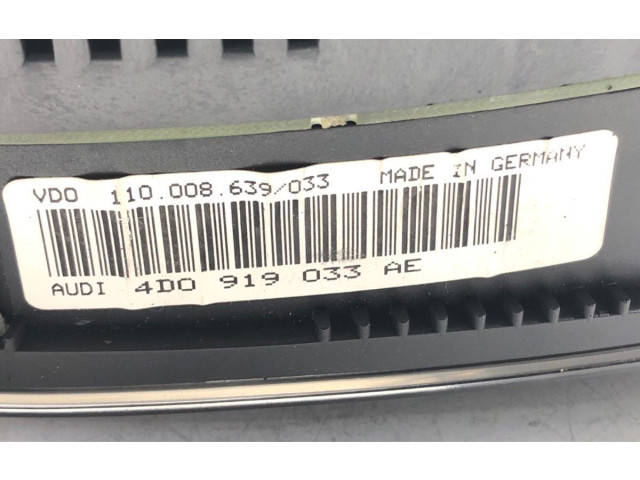 VDO 110.008.639/033 MADE IN GERMANY
AUDI 4D0 919 033 AE